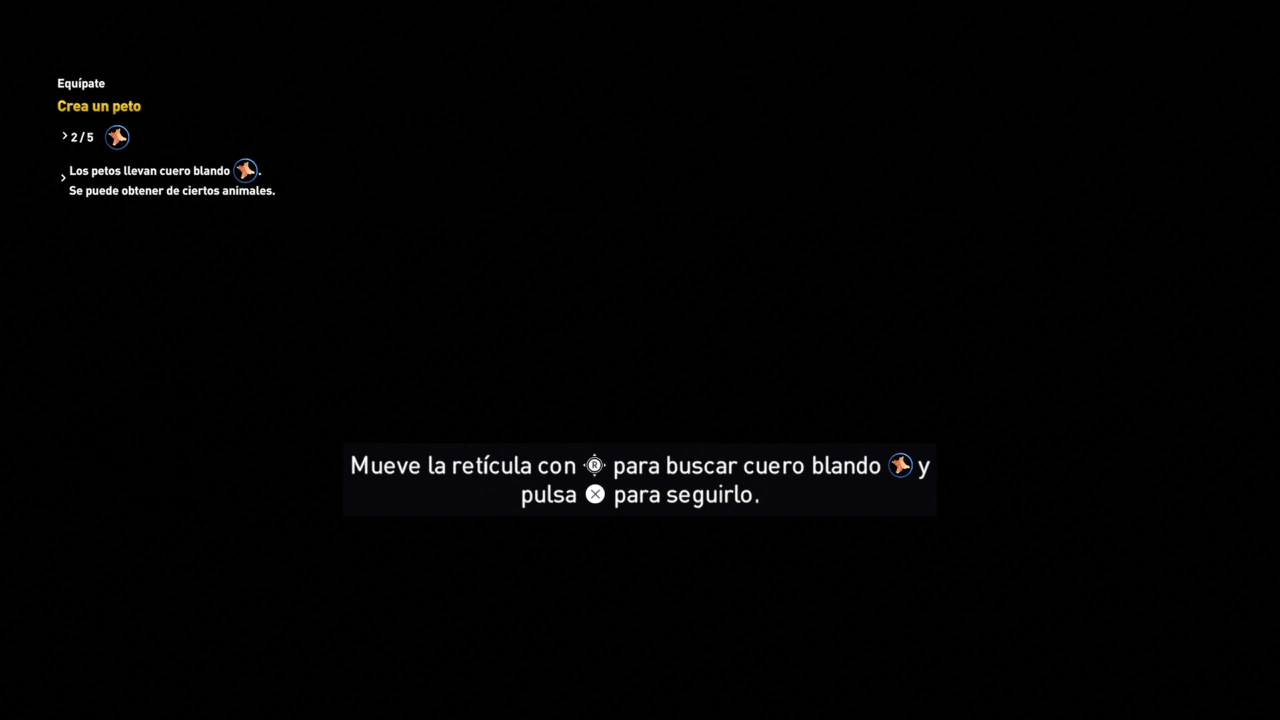 Equípate
Crea un peto
2/5
Los petos llevan cuero blando .
Se puede obtener de ciertos animales.
Mueve la retícula con R para buscar cuero blando y
pulsa para seguirlo.